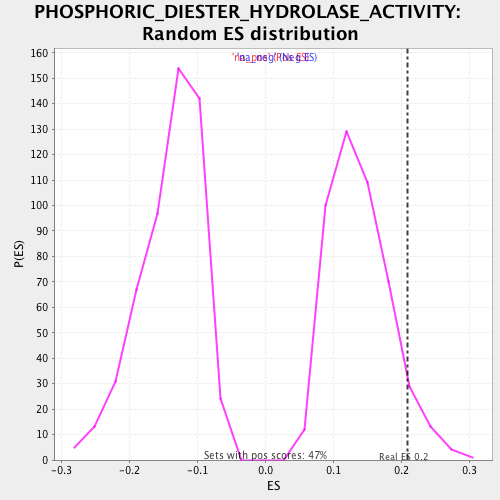 PHOSPHORIC_DIESTER_HYDROLASE_ACTIVITY:
Random ES distribution
160
150
140
130
120
110
100
90
80
70
60
50
40
30
20
10
0
P(ES)
Sets with pos scores: 47%
Real ES 0.2
-0.3 -0.2 -0.1 0.0 0.1 0.2 0.3
ES